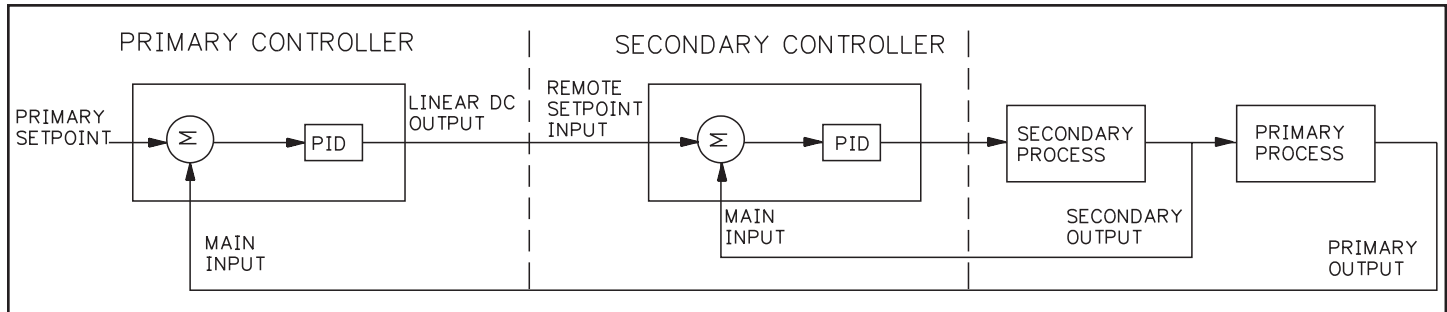 PRIMARY CONTROLLER
SECONDARY CONTROLLER
PRIMARY
SETPOINT
Σ
PID
LINEAR DC
OUTPUT
REMOTE
SETPOINT
INPUT
Σ
PID
SECONDARY
PROCESS
PRIMARY
PROCESS
MAIN
INPUT
MAIN
INPUT
SECONDARY
OUTPUT
PRIMARY
OUTPUT